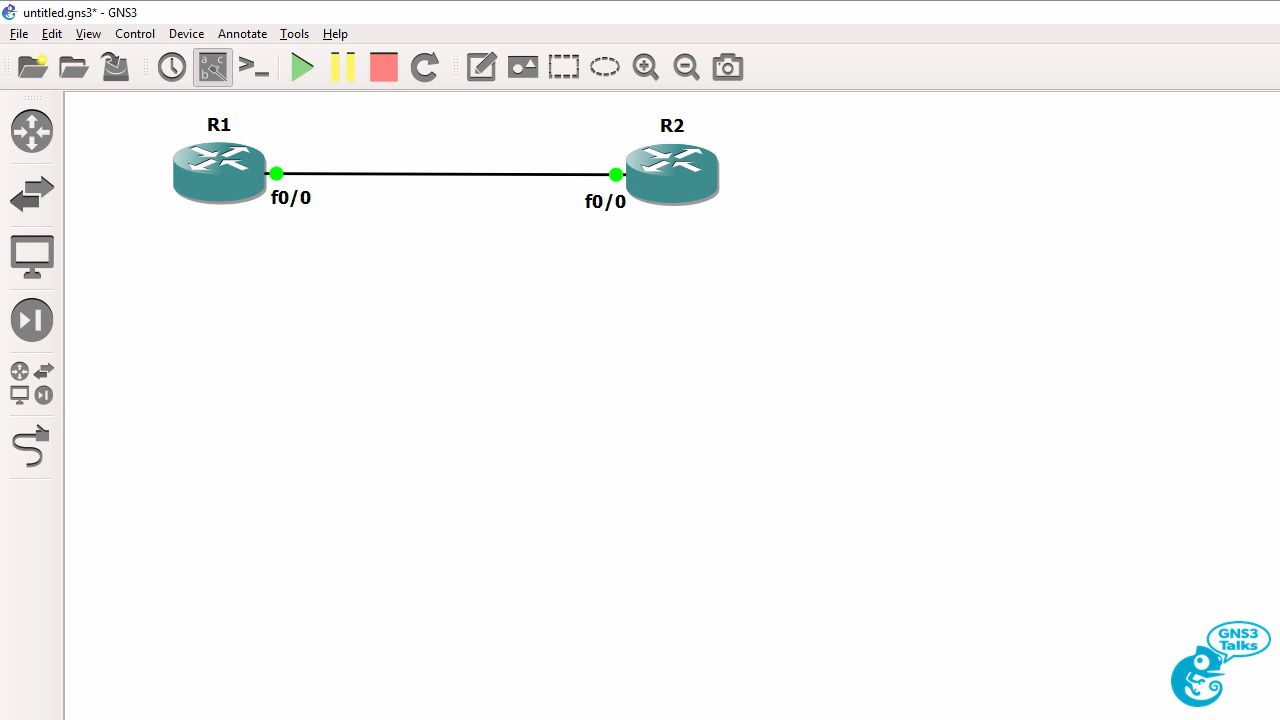 untitled.gns3* - GNS3
File Edit View Control Device Annotate Tools Help
a c
b
R1
R2
f0/0
f0/0
GNS3
Talks